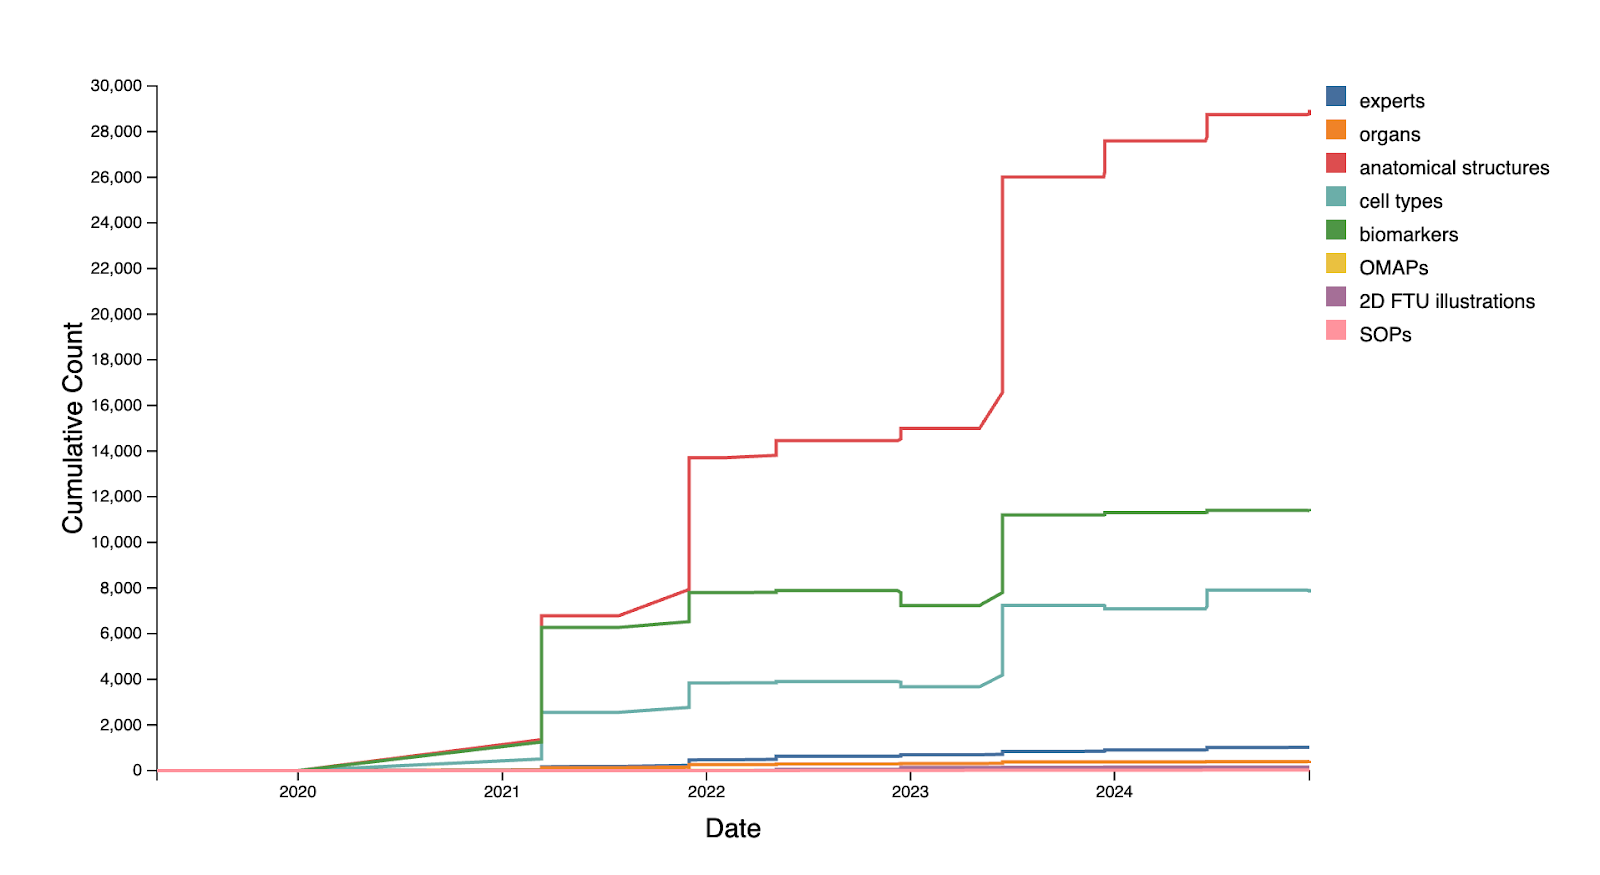 30,000
28,000
26,000
24,000
22,000
20,000
18,000
16,000
14,000
12,000
10,000
8,000
6,000
4,000
2,000
0
Cumulative Count
2020
2021
2022
2023
2024
Date
experts
organs
anatomical structures
cell types
biomarkers
OMAPs
2D FTU illustrations
SOPs